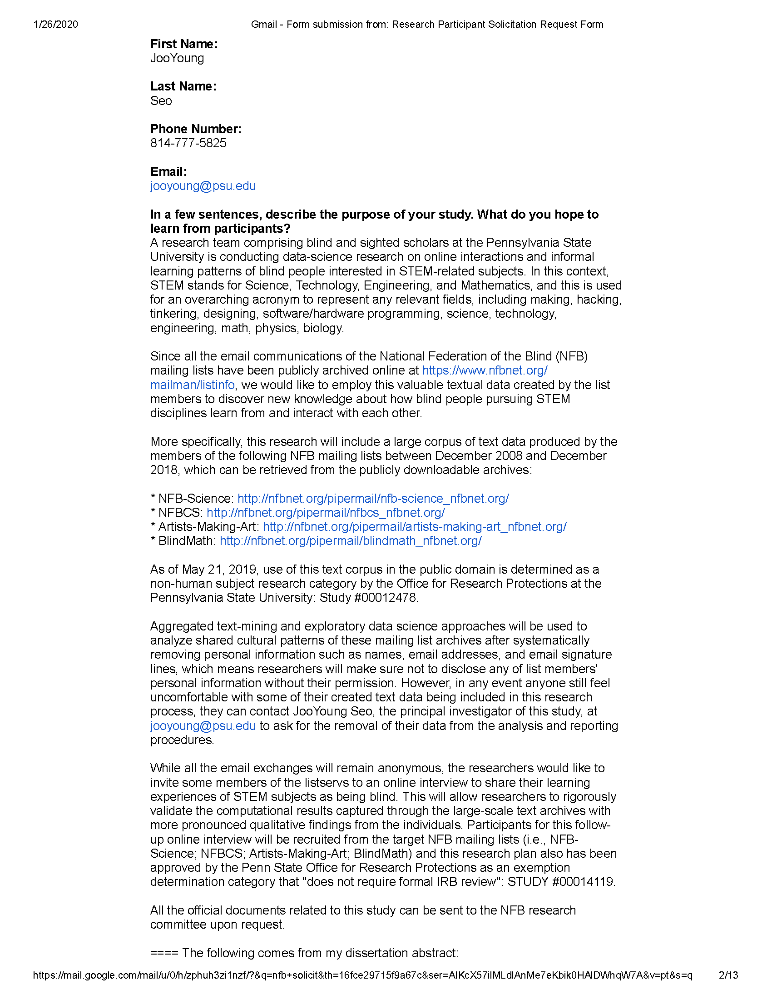 1/26/2020
Gmail - Form submission from: Research Participant Solicitation Request Form
First Name:
JooYoung
Last Name:
Seo
Phone Number:
814-777-5825
Email:
jooyoung@psu.edu
In a few sentences, describe the purpose of your study. What do you hope to
learn from participants?
A research team comprising blind and sighted scholars at the Pennsylvania State
University is conducting data-science research on online interactions and informal
learning patterns of blind people interested in STEM-related subjects. In this context,
STEM stands for Science, Technology, Engineering, and Mathematics, and this is used
for an overarching acronym to represent any relevant fields, including making, hacking,
tinkering, designing, software/hardware programming, science, technology,
engineering, math, physics, biology.
Since all the email communications of the National Federation of the Blind (NFB)
mailing lists have been publicly archived online at https://www.nfbnet.org/
mailman/listinfo, we would like to employ this valuable textual data created by the list
members to discover new knowledge about how blind people pursuing STEM
disciplines learn from and interact with each other.
More specifically, this research will include a large corpus of text data produced by the
members of the following NFB mailing lists between December 2008 and December
2018, which can be retrieved from the publicly downloadable archives:
* NFB-Science: http://nfbnet.org/pipermail/nfb-science_nfbnet.org/
* NFBCS: http://nfbnet.org/pipermail/nfbcs_nfbnet.org/
* Artists-Making-Art: http://nfbnet.org/pipermail/artists-making-art_nfbnet.org/
* BlindMath: http://nfbnet.org/pipermail/blindmath_nfbnet.org/
As of May 21, 2019, use of this text corpus in the public domain is determined as a
non-human subject research category by the Office for Research Protections at the
Pennsylvania State University: Study #00012478.
Aggregated text-mining and exploratory data science approaches will be used to
analyze shared cultural patterns of these mailing list archives after systematically
removing personal information such as names, email addresses, and email signature
lines, which means researchers will make sure not to disclose any of list members'
personal information without their permission. However, in any event anyone still feel
uncomfortable with some of their created text data being included in this research
process, they can contact JooYoung Seo, the principal investigator of this study, at
jooyoung@psu.edu to ask for the removal of their data from the analysis and reporting
procedures.
While all the email exchanges will remain anonymous, the researchers would like to
invite some members of the listservs to an online interview to share their learning
experiences of STEM subjects as being blind. This will allow researchers to rigorously
validate the computational results captured through the large-scale text archives with
more pronounced qualitative findings from the individuals. Participants for this follow-
up online interview will be recruited from the target NFB mailing lists (i.e., NFB-
Science; NFBCS; Artists-Making-Art; BlindMath) and this research plan also has been
approved by the Penn State Office for Research Protections as an exemption
determination category that "does not require formal IRB review": STUDY #00014119.
All the official documents related to this study can be sent to the NFB research
committee upon request.
==== The following comes from my dissertation abstract:
https://mail.google.com/mail/u/0/h/zphuh3zi1nzf/?&q=nfb+solicit&th=16fce29715f9a67c&ser=AIKcX57iIMLdlAnMe7eKbik0HAlDWhqW7A&v=pt&s=q
2/13